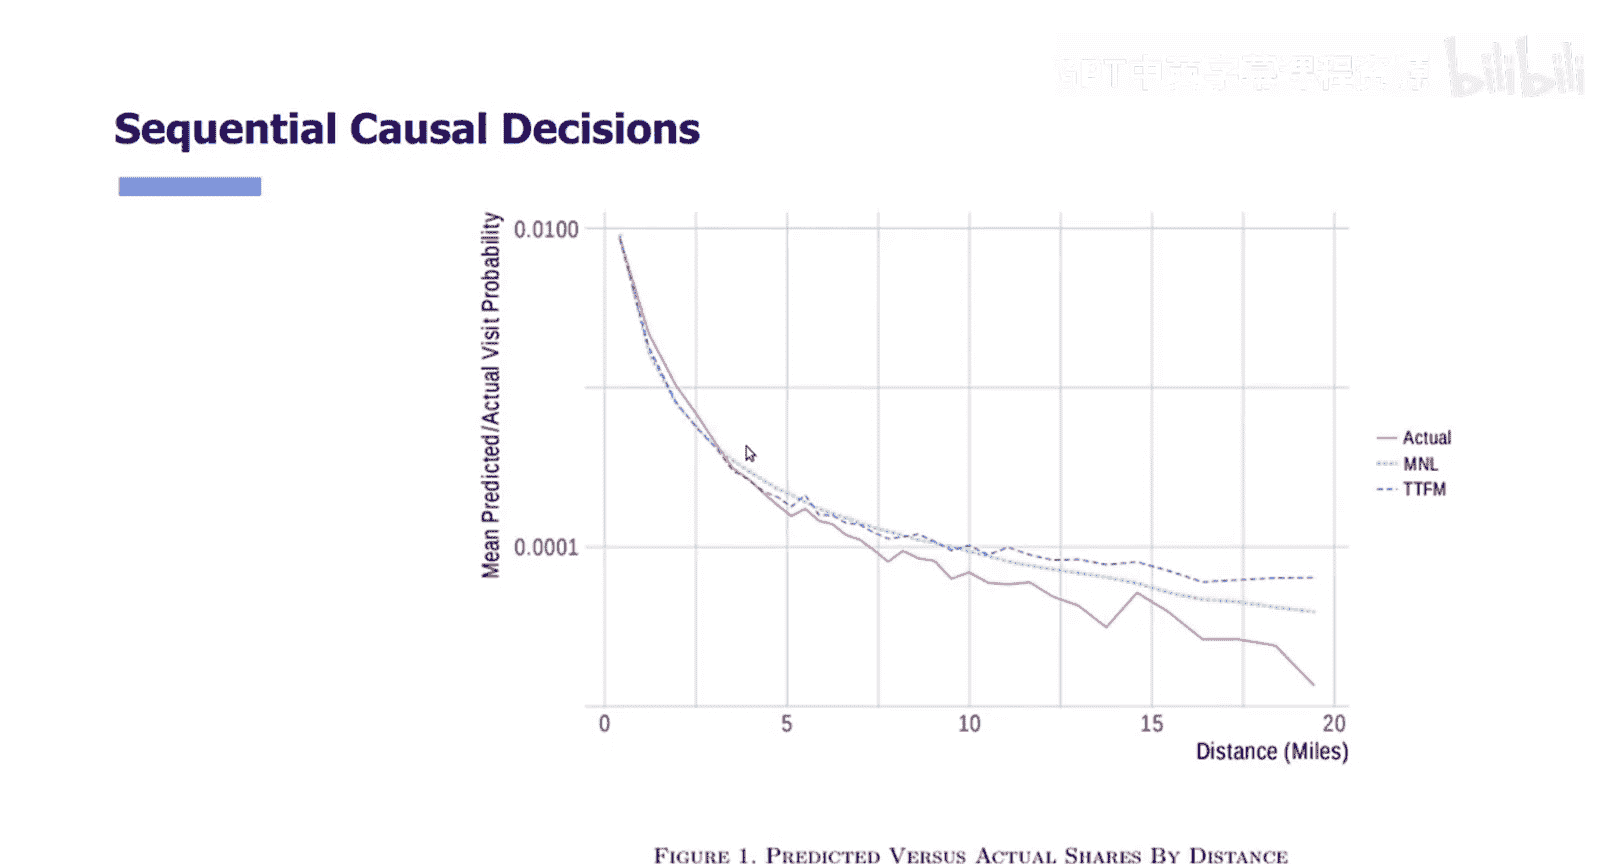 bilibili
Sequential Causal Decisions
Mean Predicted/Actual Visit Probability
0.0100
0.0001
Actual
MNL
TTFM
0 5 10 15 20
Distance (Miles)
FIGURE 1. PREDICTED VERSUS ACTUAL SHARES BY DISTANCE